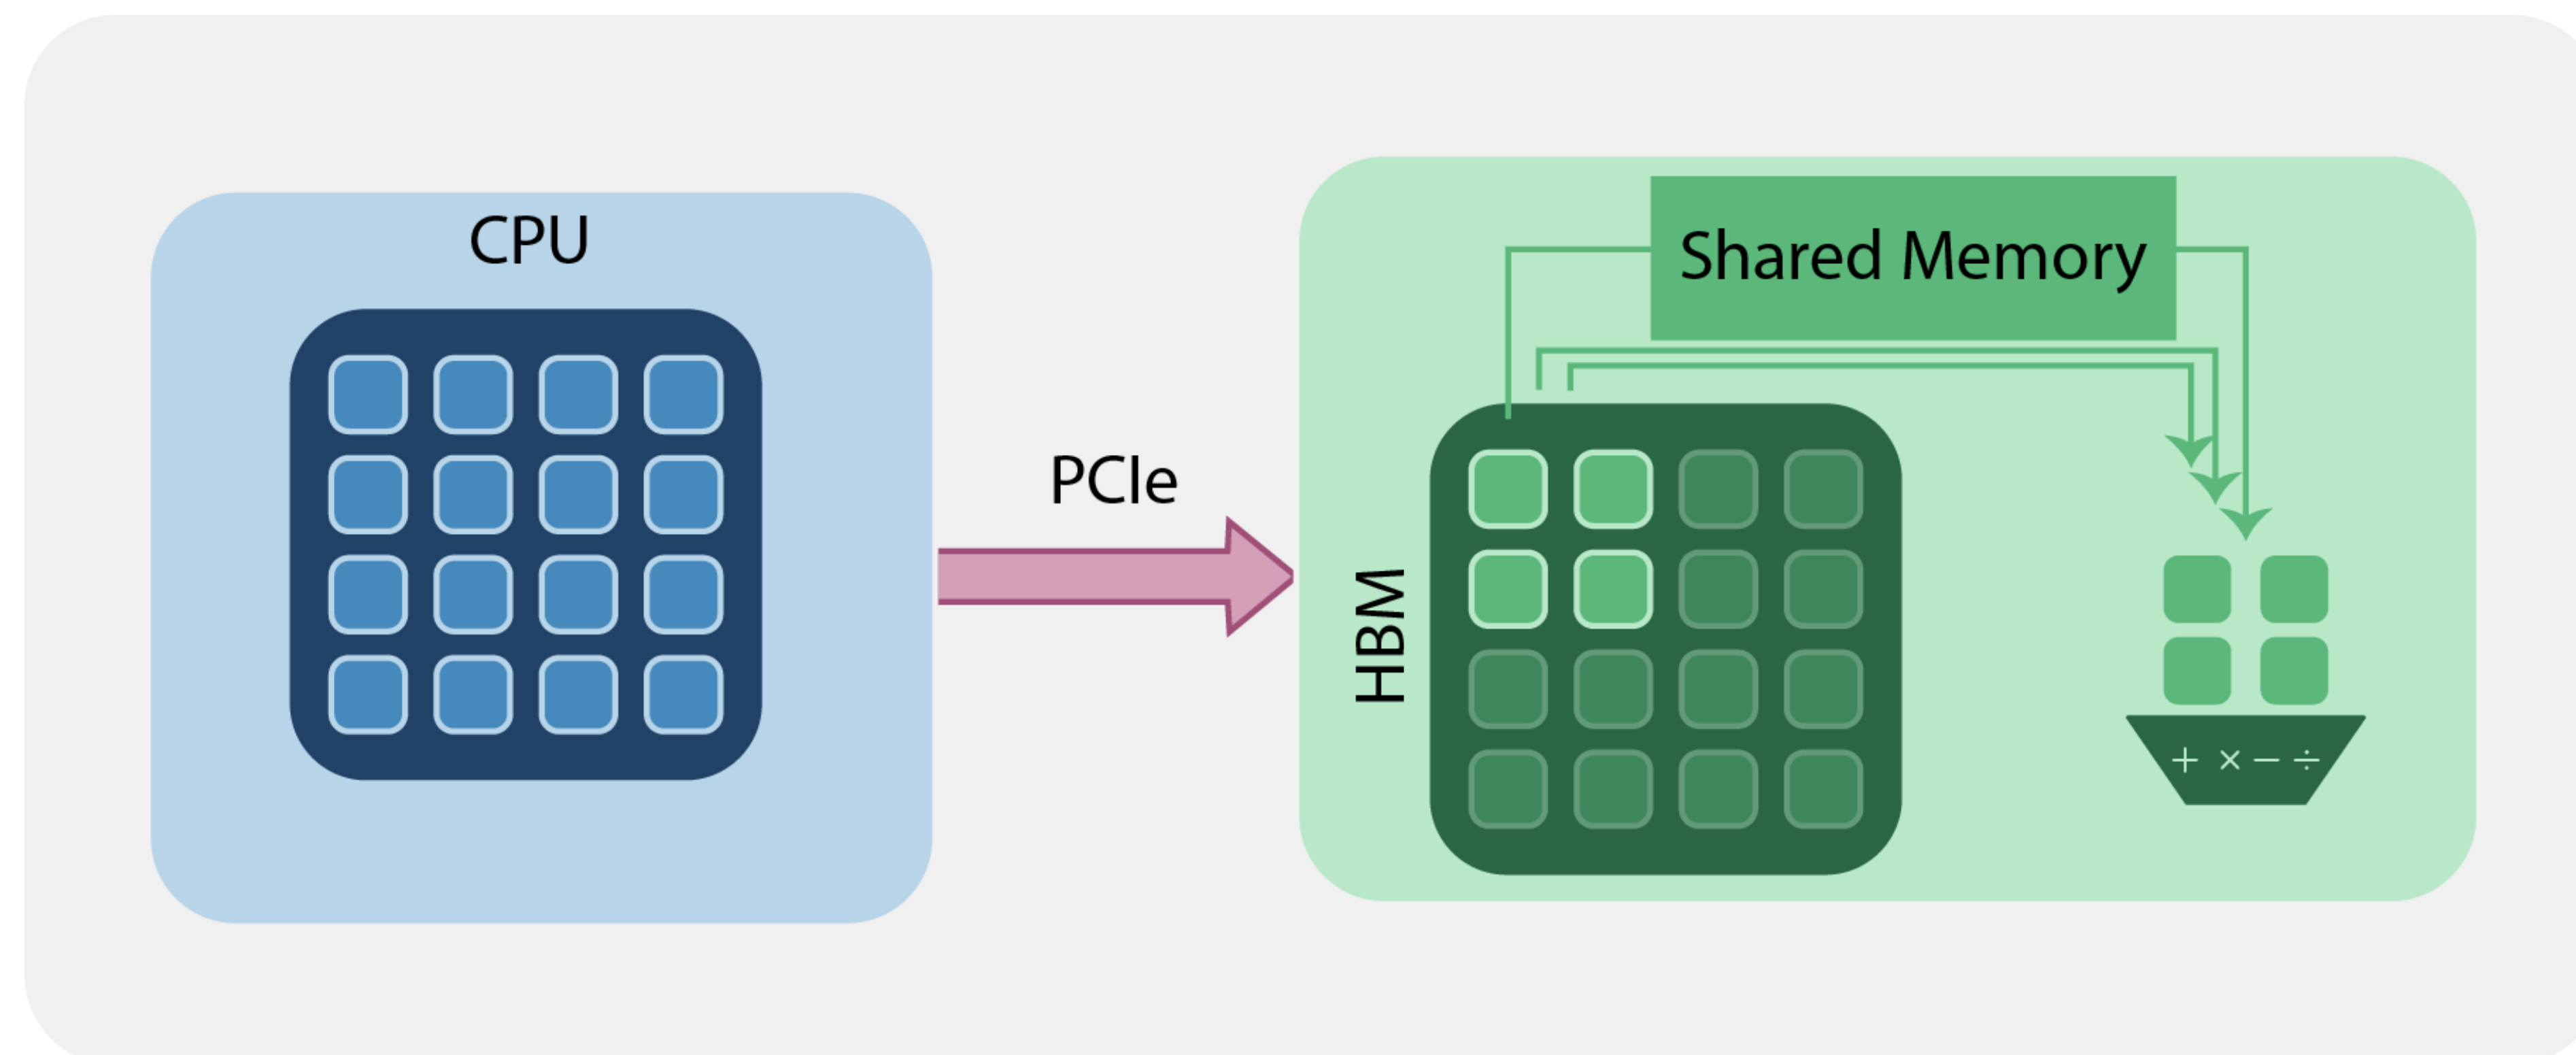 CPU
PCIe
Shared Memory
HBM
+ × − ÷